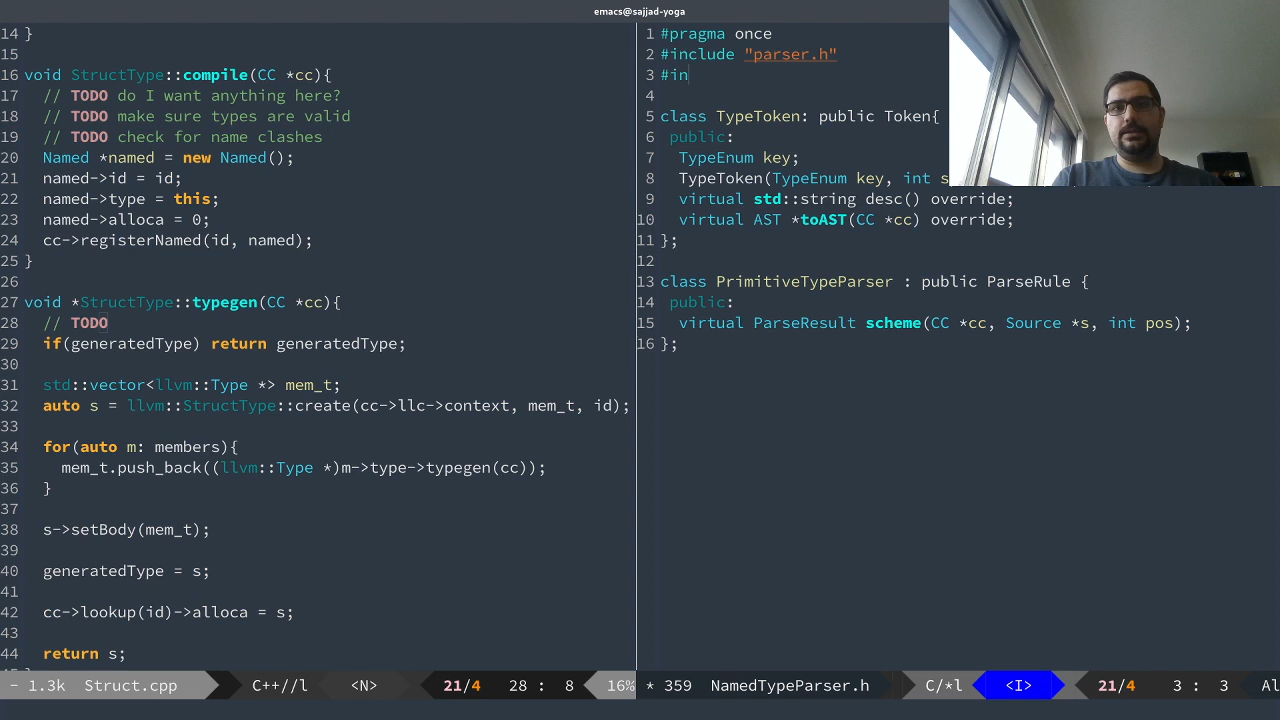 emacs@sajjad-yoga
14 }
15
16 void StructType::compile(CC *cc){
17 // TODO do I want anything here?
18 // TODO make sure types are valid
19 // TODO check for name clashes
20 Named *named = new Named();
21 named->id = id;
22 named->type = this;
23 named->alloca = 0;
24 cc->registerNamed(id, named);
25 }
26
27 void *StructType::typegen(CC *cc){
28 // TODO
29 if(generatedType) return generatedType;
30
31 std::vector<llvm::Type *> mem_t;
32 auto s = llvm::StructType::create(cc->llc->context, mem_t, id);
33
34 for(auto m: members){
35 mem_t.push_back((llvm::Type *)m->type->typegen(cc));
36 }
37
38 s->setBody(mem_t);
39
40 generatedType = s;
41
42 cc->lookup(id)->alloca = s;
43
44 return s;
- 1.3k Struct.cpp C++//l <N> 21/4 28 : 8 16%
1 #pragma once
2 #include "parser.h"
3 #in
4
5 class TypeToken: public Token{
6 public:
7 TypeEnum key;
8 TypeToken(TypeEnum key, int s
9 virtual std::string desc() override;
10 virtual AST *toAST(CC *cc) override;
11 };
12
13 class PrimitiveTypeParser : public ParseRule {
14 public:
15 virtual ParseResult scheme(CC *cc, Source *s, int pos);
16 };
* 359 NamedTypeParser.h C/*l <I> 21/4 3 : 3 Al